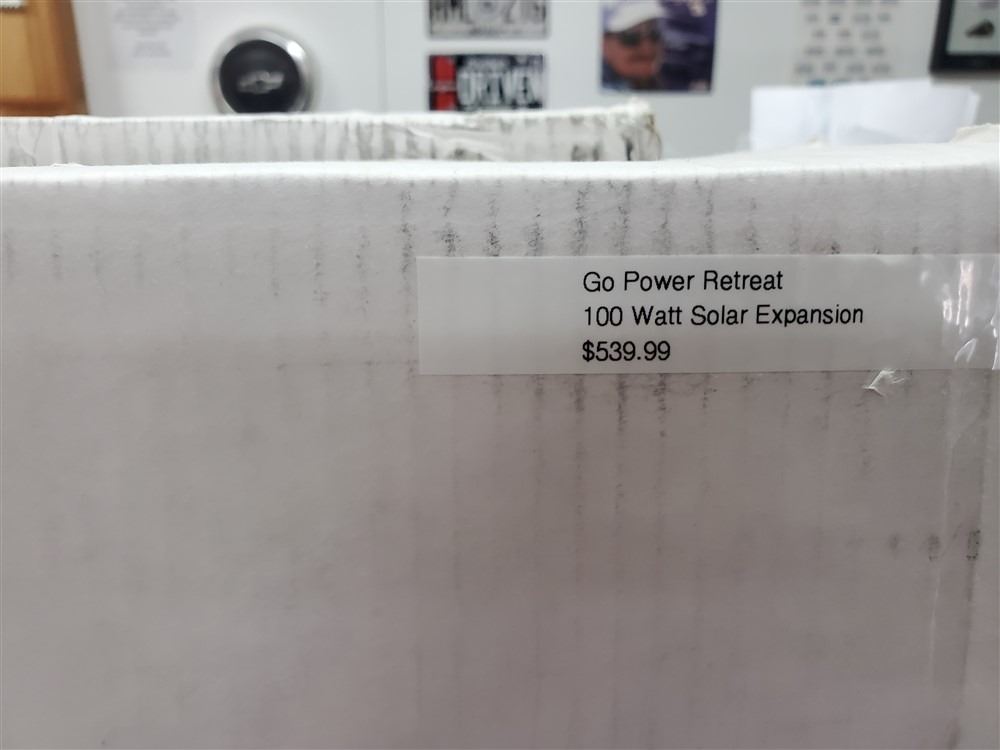 DRIVEN
Go Power Retreat
100 Watt Solar Expansion
$539.99